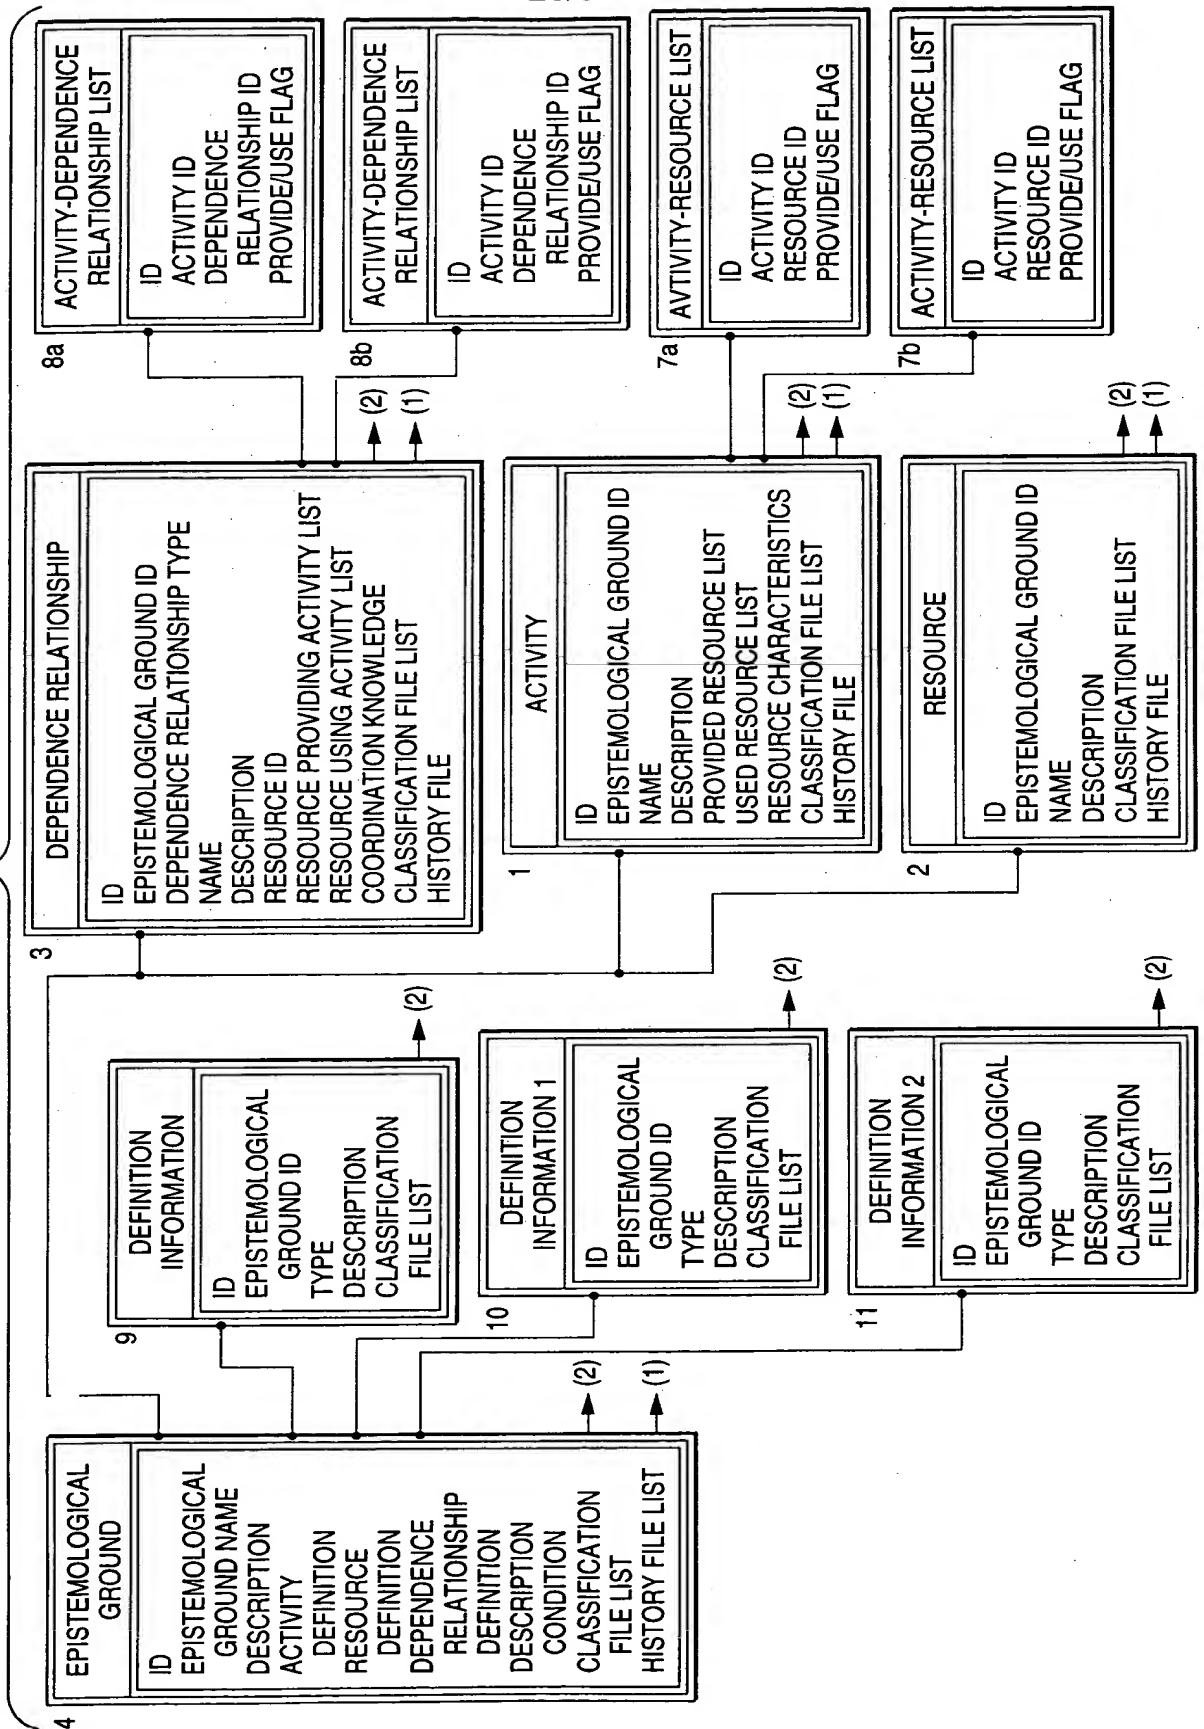 4
EPISTEMOLOGICAL
GROUND
ID
EPISTEMOLOGICAL
GROUND NAME
DESCRIPTION
ACTIVITY
DEFINITION
RESOURCE
DEFINITION
DEPENDENCE
RELATIONSHIP
DEFINITION
DESCRIPTION
CONDITION
CLASSIFICATION
FILE LIST
HISTORY FILE LIST
(2)
(1)
9
DEFINITION
INFORMATION
ID
EPISTEMOLOGICAL
GROUND ID
TYPE
DESCRIPTION
CLASSIFICATION
FILE LIST
(2)
10
DEFINITION
INFORMATION 1
ID
EPISTEMOLOGICAL
GROUND ID
TYPE
DESCRIPTION
CLASSIFICATION
FILE LIST
(2)
11
DEFINITION
INFORMATION 2
ID
EPISTEMOLOGICAL
GROUND ID
TYPE
DESCRIPTION
CLASSIFICATION
FILE LIST
(2)
3
DEPENDENCE RELATIONSHIP
ID
EPISTEMOLOGICAL GROUND ID
DEPENDENCE RELATIONSHIP TYPE
NAME
DESCRIPTION
RESOURCE ID
RESOURCE PROVIDING ACTIVITY LIST
RESOURCE USING ACTIVITY LIST
COORDINATION KNOWLEDGE
CLASSIFICATION FILE LIST
HISTORY FILE
(2)
(1)
1
ACTIVITY
ID
EPISTEMOLOGICAL GROUND ID
NAME
DESCRIPTION
PROVIDED RESOURCE LIST
USED RESOURCE LIST
RESOURCE CHARACTERISTICS
CLASSIFICATION FILE LIST
HISTORY FILE
(2)
(1)
2
RESOURCE
ID
EPISTEMOLOGICAL GROUND ID
NAME
DESCRIPTION
CLASSIFICATION FILE LIST
HISTORY FILE
(2)
(1)
8a
ACTIVITY-DEPENDENCE
RELATIONSHIP LIST
ID
ACTIVITY ID
DEPENDENCE
RELATIONSHIP ID
PROVIDE/USE FLAG
8b
ACTIVITY-DEPENDENCE
RELATIONSHIP LIST
ID
ACTIVITY ID
DEPENDENCE
RELATIONSHIP ID
PROVIDE/USE FLAG
7a
AVTIVITY-RESOURCE LIST
ID
ACTIVITY ID
RESOURCE ID
PROVIDE/USE FLAG
7b
ACTIVITY-RESOURCE LIST
ID
ACTIVITY ID
RESOURCE ID
PROVIDE/USE FLAG